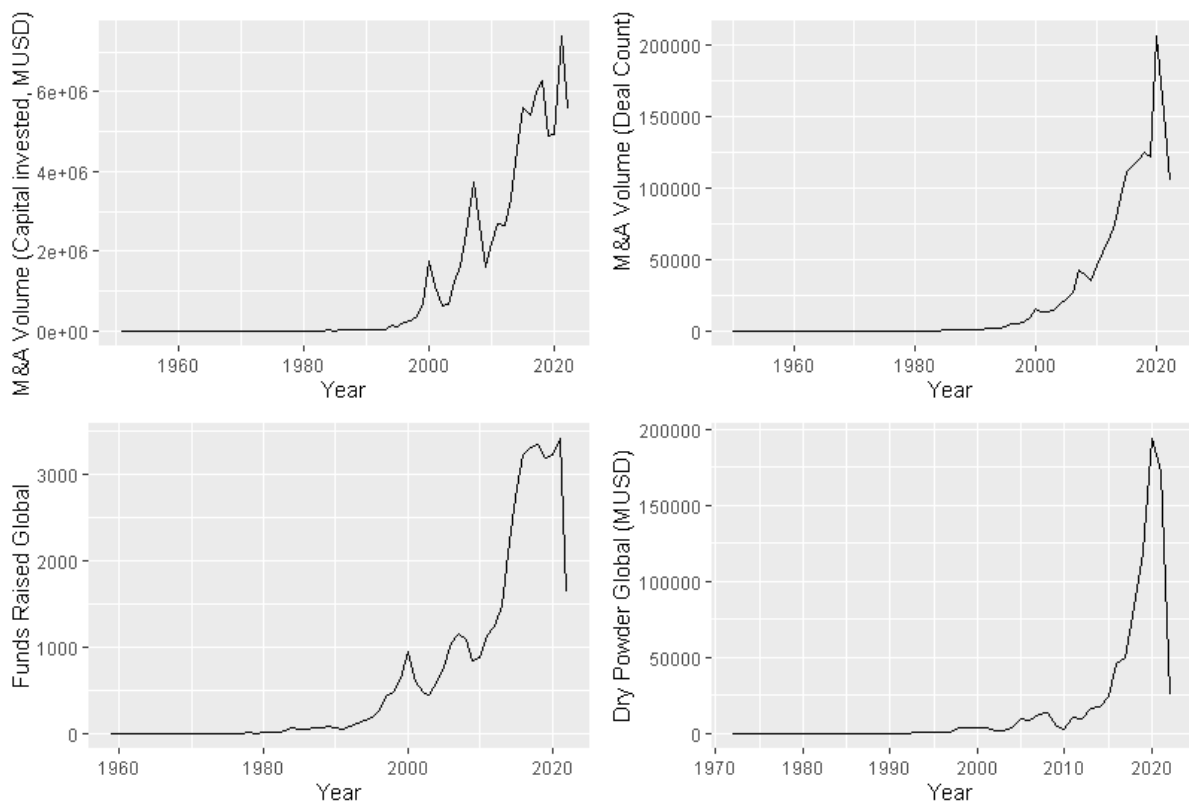 M&A Volume (Capital invested, MUSD)
6e+06
4e+06
2e+06
0e+00
1960 1980 2000 2020
Year
M&A Volume (Deal Count)
200000
150000
100000
50000
0
1960 1980 2000 2020
Year
Funds Raised Global
3000
2000
1000
0
1960 1980 2000 2020
Year
Dry Powder Global (MUSD)
200000
150000
100000
50000
0
1970 1980 1990 2000 2010 2020
Year